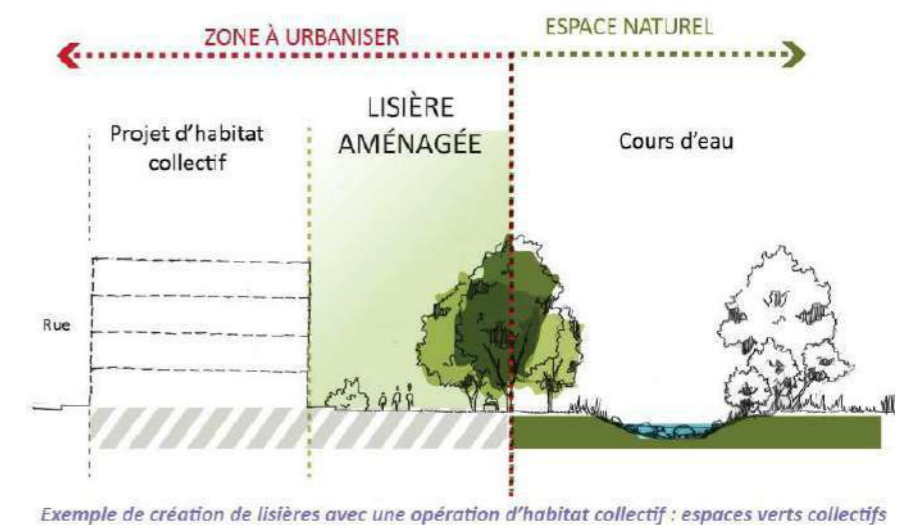 ZONE À URBANISER
ESPACE NATUREL
LISIÈRE
AMÉNAGÉE
Projet d'habitat
collectif
Cours d'eau
Rue
Exemple de création de lisières avec une opération d'habitat collectif : espaces verts collectifs